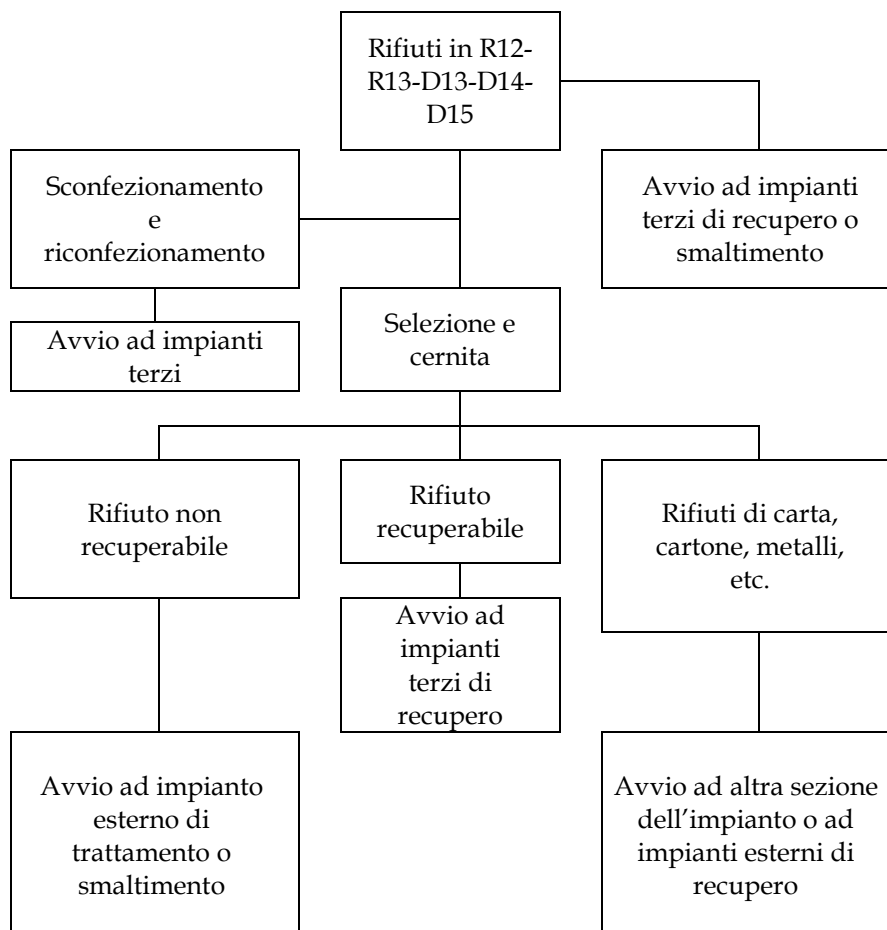 Rifiuti in R12-
R13-D13-D14-
D15
Sconfezionamento
e
riconfezionamento
Avvio ad impianti
terzi di recupero o
smaltimento
Avvio ad impianti
terzi
Selezione e
cernita
Rifiuto non
recuperabile
Rifiuto
recuperabile
Rifiuti di carta,
cartone, metalli,
etc.
Avvio ad
impianti
terzi di
recupero
Avvio ad impianto
esterno di
trattamento o
smaltimento
Avvio ad altra sezione
dell’impianto o ad
impianti esterni di
recupero